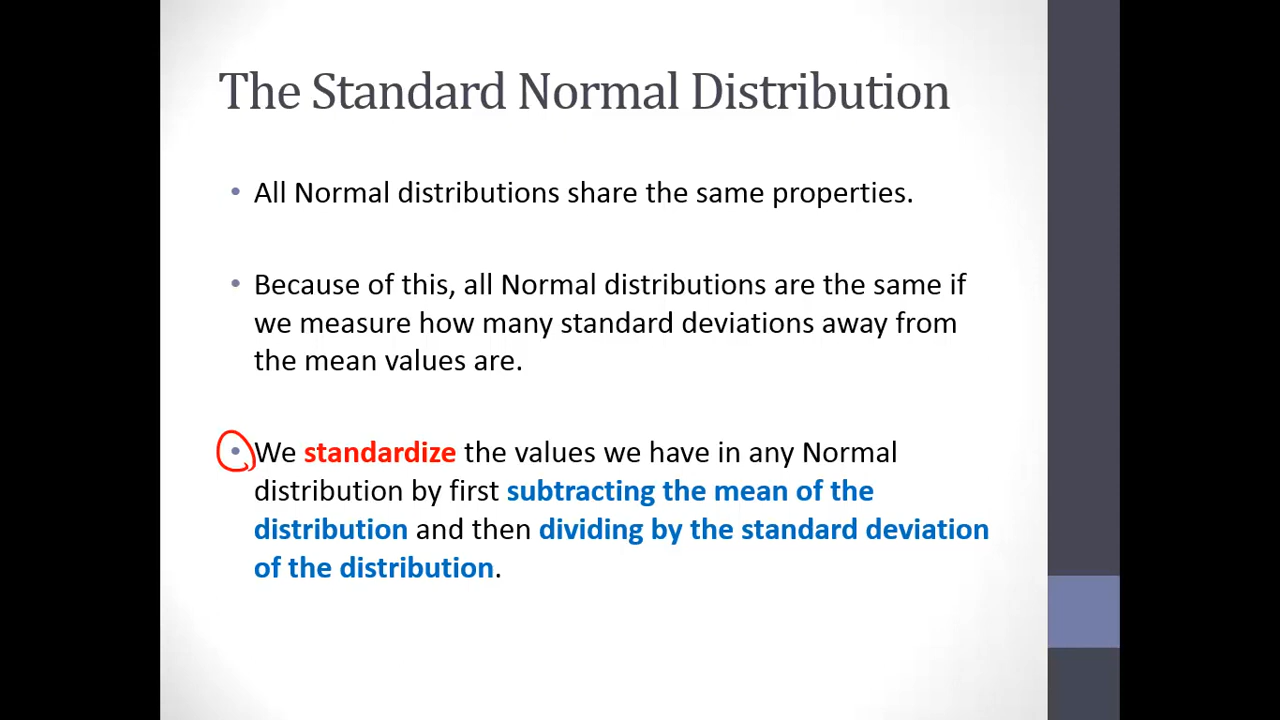 The Standard Normal Distribution
• All Normal distributions share the same properties.
• Because of this, all Normal distributions are the same if
we measure how many standard deviations away from
the mean values are.
• We standardize the values we have in any Normal
distribution by first subtracting the mean of the
distribution and then dividing by the standard deviation
of the distribution.